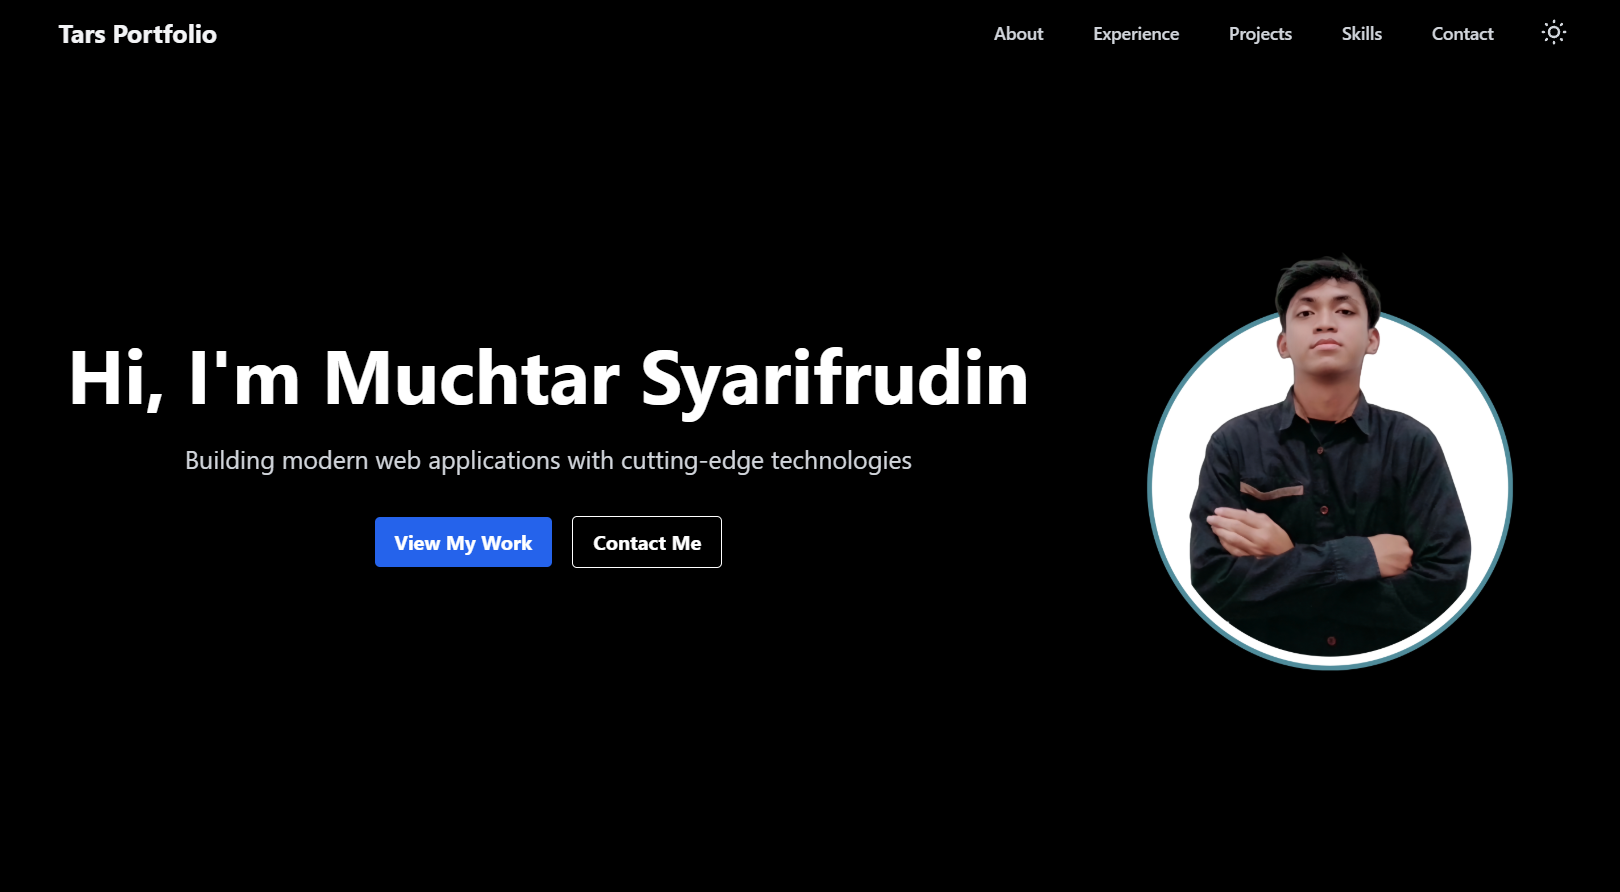 Tars Portfolio
About
Experience
Projects
Skills
Contact
Hi, I'm Muchtar Syarifrudin
Building modern web applications with cutting-edge technologies
View My Work
Contact Me